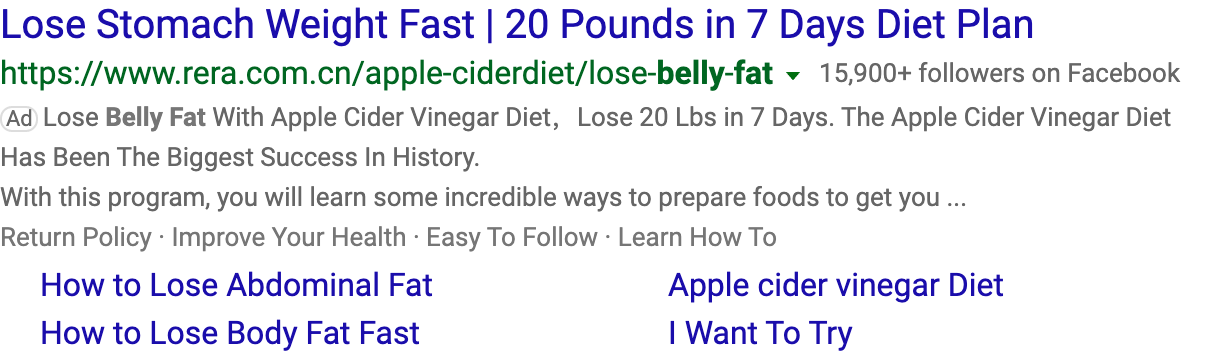 Lose Stomach Weight Fast | 20 Pounds in 7 Days Diet Plan
https://www.rera.com.cn/apple-ciderdiet/lose-belly-fat 15,900+ followers on Facebook
Ad Lose Belly Fat With Apple Cider Vinegar Diet， Lose 20 Lbs in 7 Days. The Apple Cider Vinegar Diet
Has Been The Biggest Success In History.
With this program, you will learn some incredible ways to prepare foods to get you ...
Return Policy · Improve Your Health · Easy To Follow · Learn How To
How to Lose Abdominal Fat Apple cider vinegar Diet
How to Lose Body Fat Fast I Want To Try